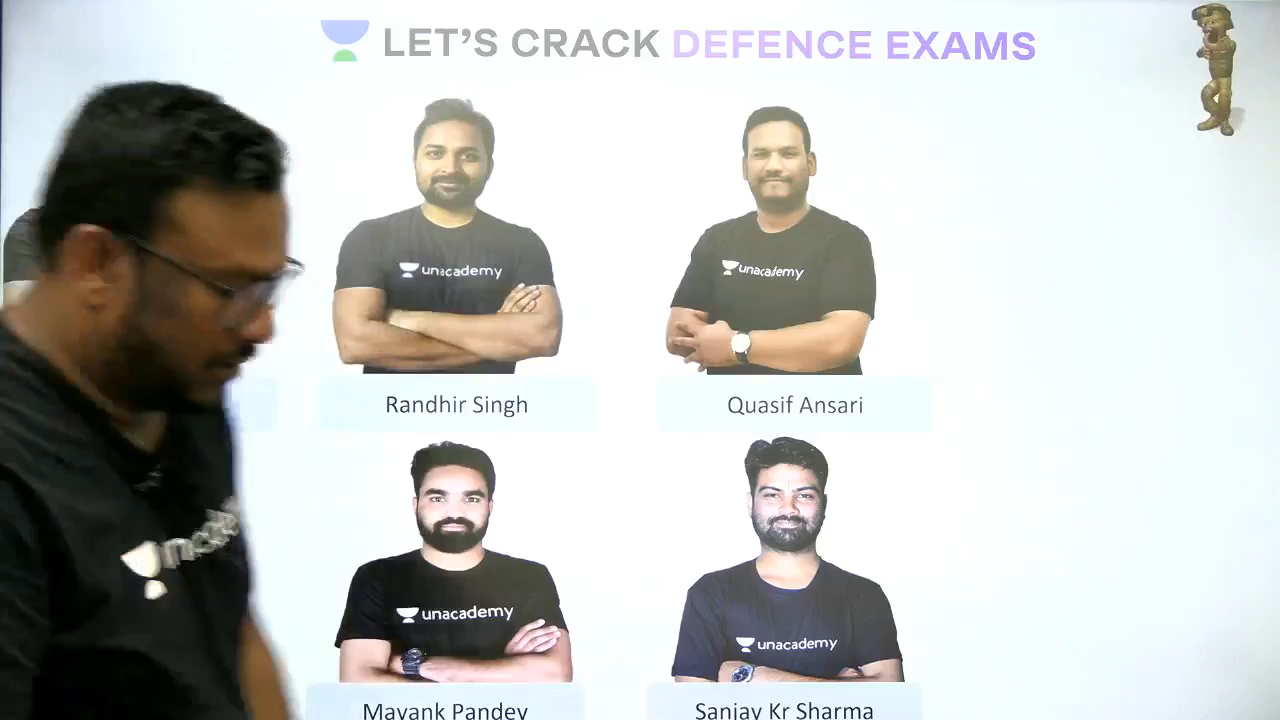 LET'S CRACK DEFENCE EXAMS
unacademy
unacademy
Randhir Singh
Quasif Ansari
unacademy
unacademy
Mayank Pandey
Sanjay Kr Sharma